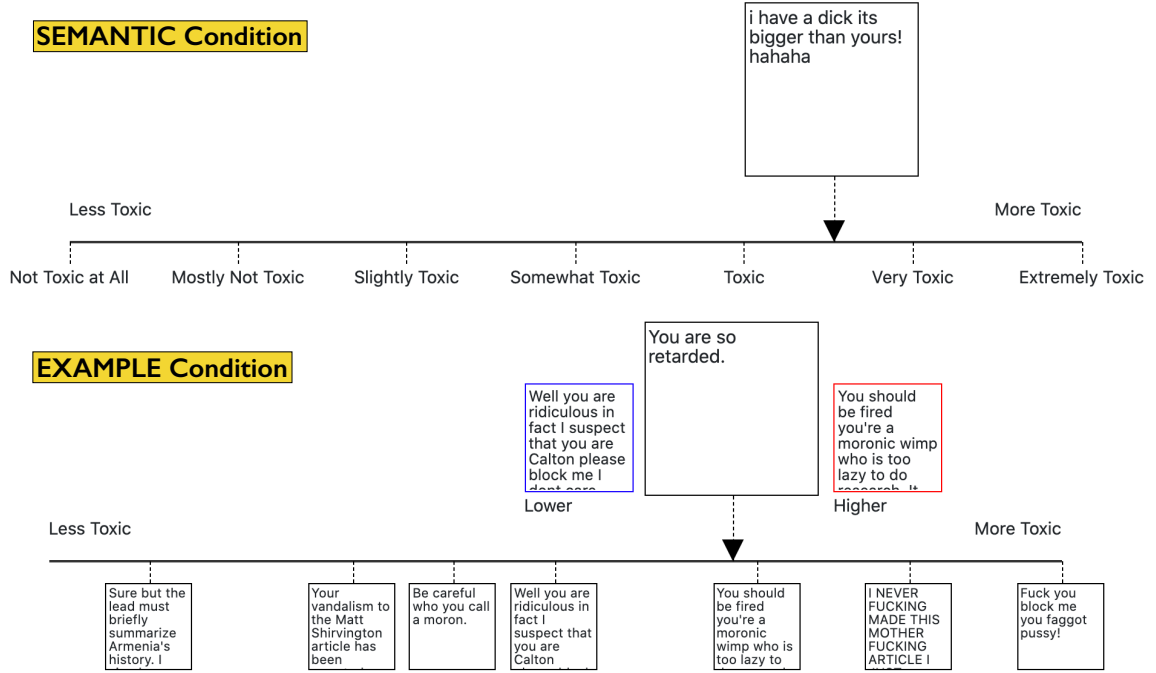 SEMANTIC Condition
i have a dick its
bigger than yours!
hahaha
Less Toxic
More Toxic
Not Toxic at All
Mostly Not Toxic
Slightly Toxic
Somewhat Toxic
Toxic
Very Toxic
Extremely Toxic
EXAMPLE Condition
You are so
retarded.
Well you are
ridiculous in
fact I suspect
that you are
Calton please
block me I
dont care
Lower
You should
be fired
you're a
moronic wimp
who is too
lazy to do
research. It
Higher
Less Toxic
More Toxic
Sure but the
lead must
briefly
summarize
Armenia's
history. I
Your
vandalism to
the Matt
Shirvington
article has
been
Be careful
who you call
a moron.
Well you are
ridiculous in
fact I
suspect that
you are
Calton
You should
be fired
you're a
moronic
wimp who is
too lazy to
I NEVER
FUCKING
MADE THIS
MOTHER
FUCKING
ARTICLE I
JUST
Fuck you
block me
you faggot
pussy!